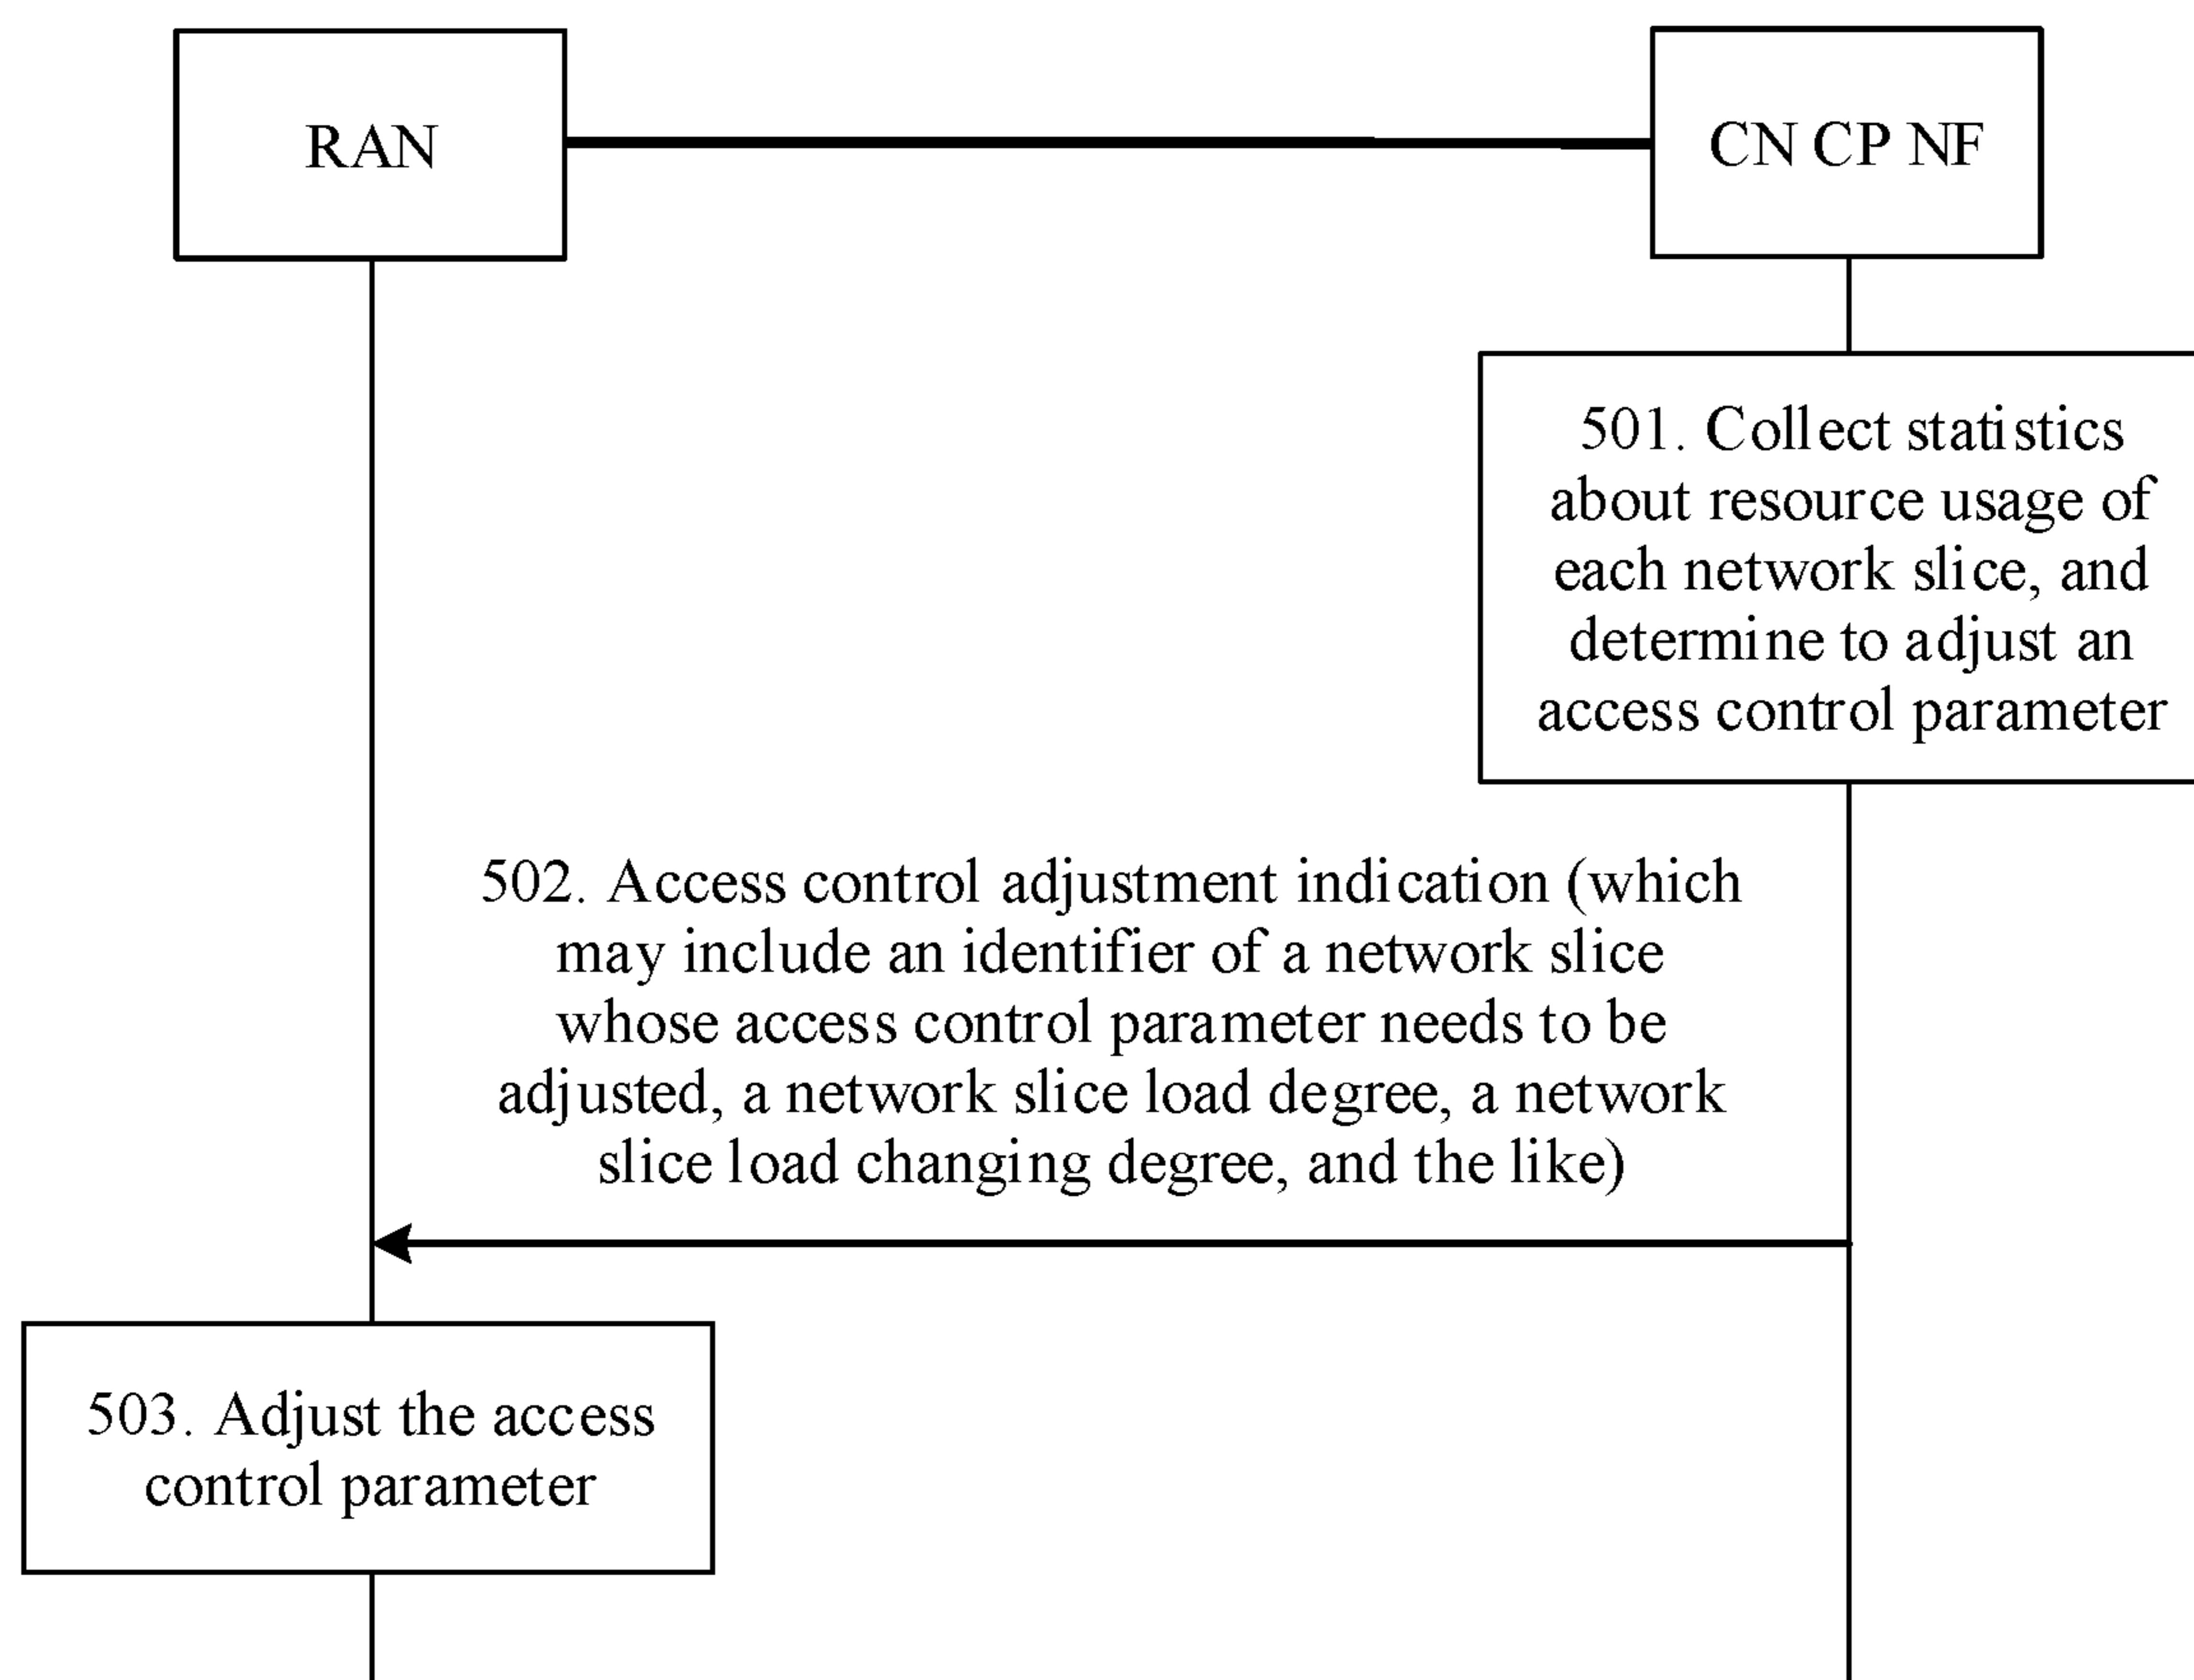 RAN
CN CP NF
501. Collect statistics
about resource usage of
each network slice, and
determine to adjust an
access control parameter
502. Access control adjustment indication (which
may include an identifier of a network slice
whose access control parameter needs to be
adjusted, a network slice load degree, a network
slice load changing degree, and the like)
503. Adjust the access
control parameter